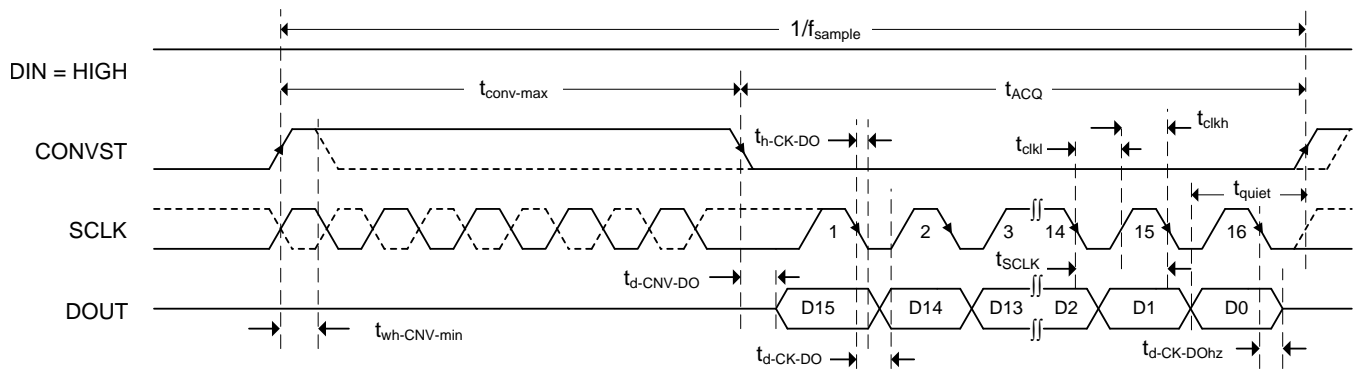 1/fsample
DIN = HIGH
tconv-max
tACQ
CONVST
th-CK-DO
tclkh
tclkl
tquiet
SCLK
1 2 3 14 15 16
tSCLK
td-CNV-DO
DOUT
D15 D14 D13 D2 D1 D0
twh-CNV-min
td-CK-DO
td-CK-DOhz